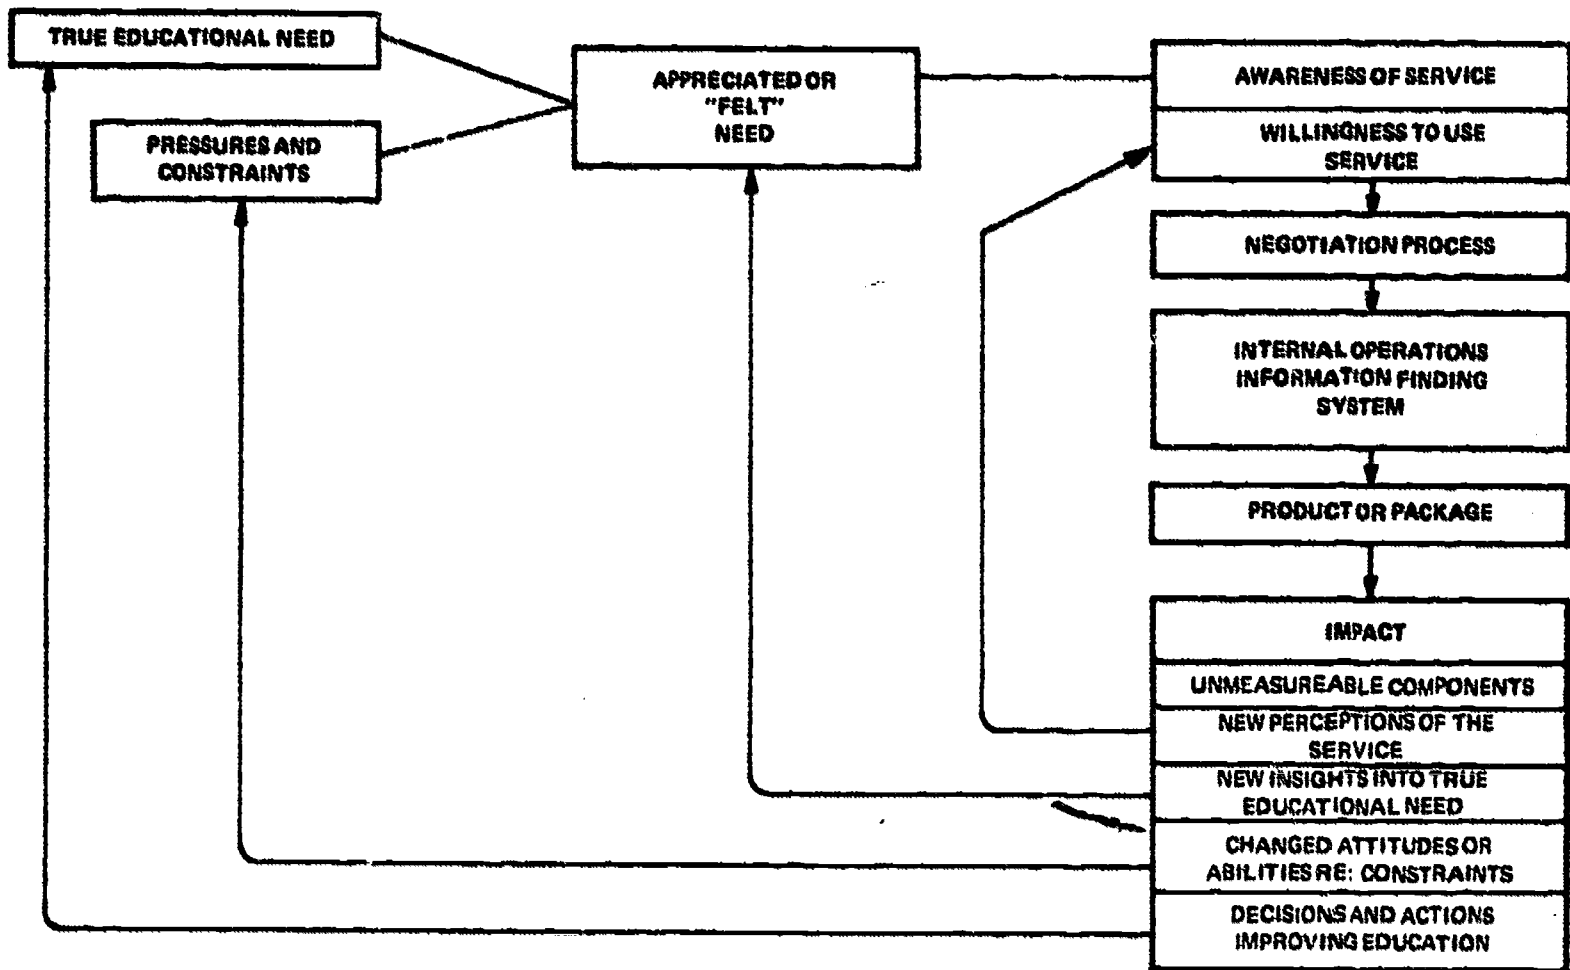 TRUE EDUCATIONAL NEED
PRESSURES AND
CONSTRAINTS
APPRECIATED OR
"FELT"
NEED
AWARENESS OF SERVICE
WILLINGNESS TO USE
SERVICE
NEGOTIATION PROCESS
INTERNAL OPERATIONS
INFORMATION FINDING
SYSTEM
PRODUCT OR PACKAGE
IMPACT
UNMEASUREABLE COMPONENTS
NEW PERCEPTIONS OF THE
SERVICE
NEW INSIGHTS INTO TRUE
EDUCATIONAL NEED
CHANGED ATTITUDES OR
ABILITIES RE: CONSTRAINTS
DECISIONS AND ACTIONS
IMPROVING EDUCATION